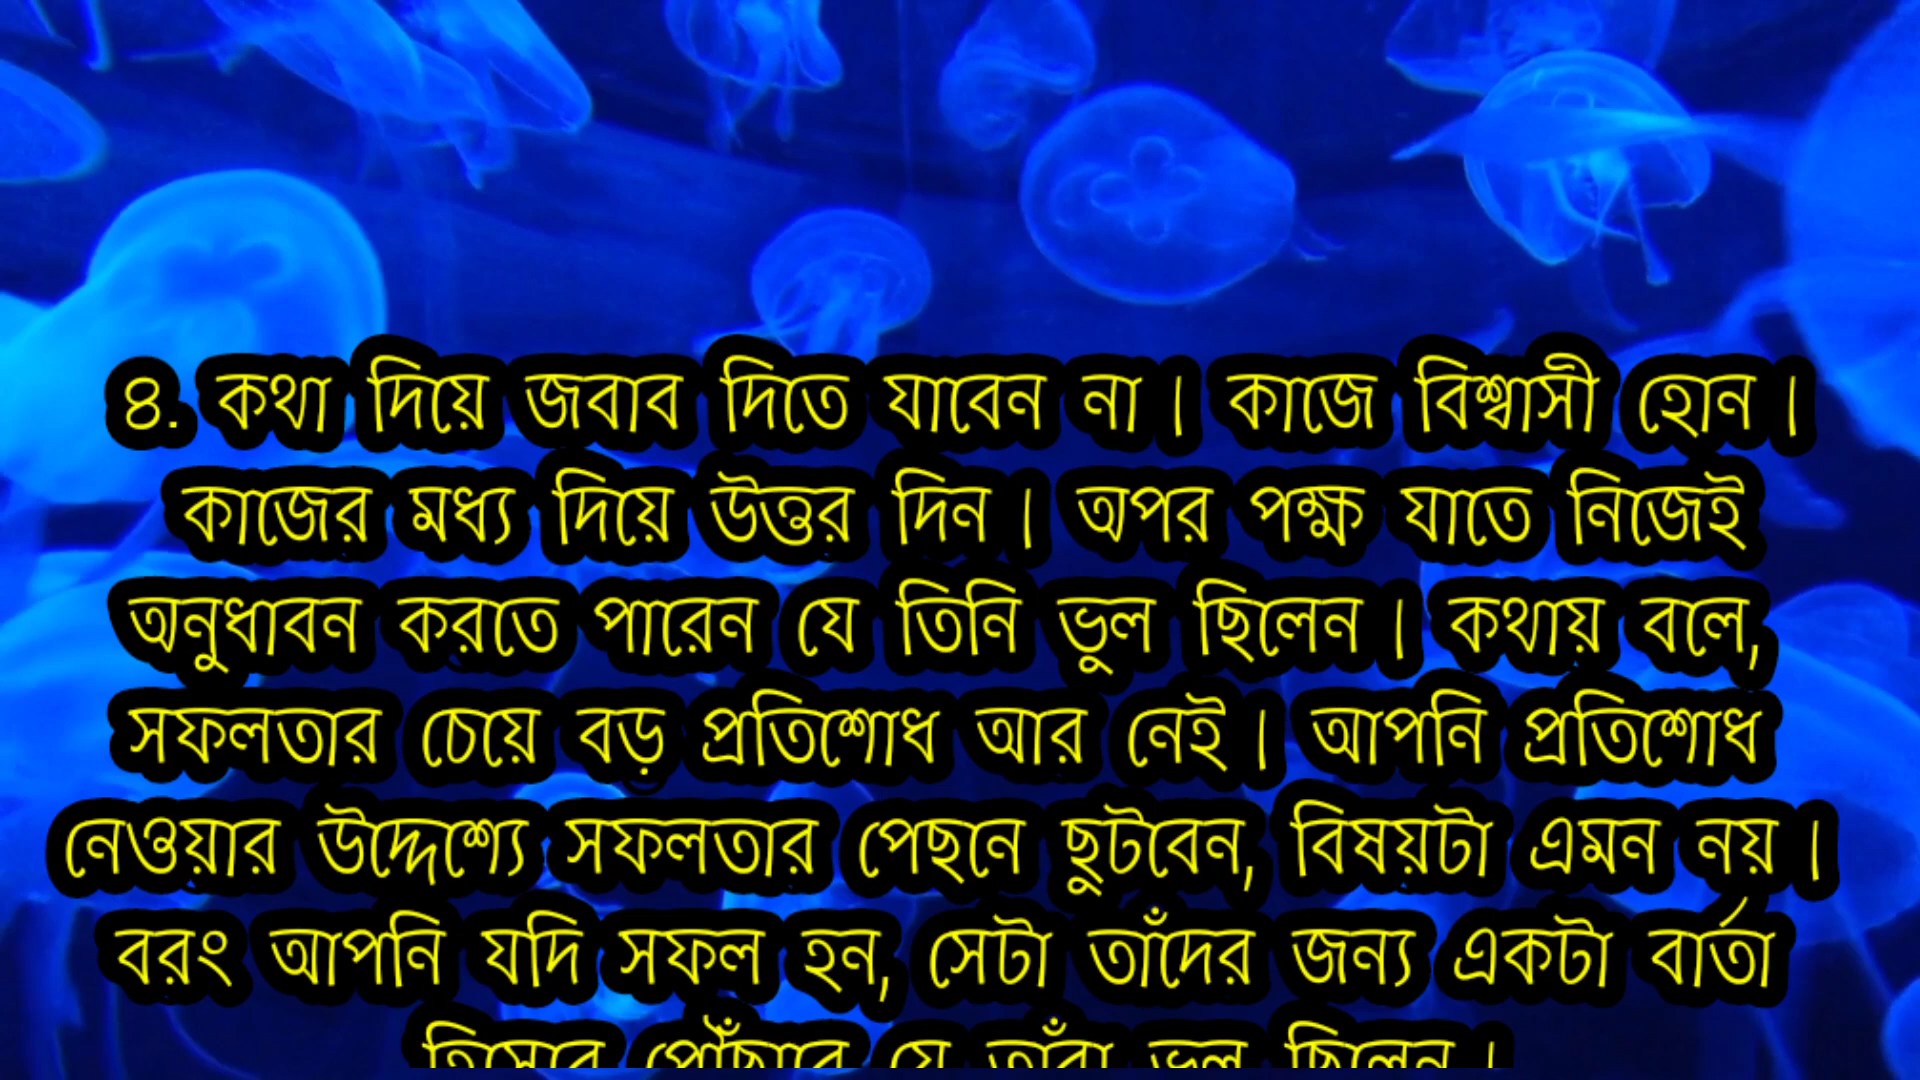 ৪. কথা দিয়ে জবাব দিতে যাবেন না। কাজে বিশ্বাসী হোন।
কাজের মধ্য দিয়ে উত্তর দিন। অপর পক্ষ যাতে নিজেই
অনুধাবন করতে পারেন যে তিনি ভুল ছিলেন। কথায় বলে,
সফলতার চেয়ে বড় প্রতিশোধ আর নেই। আপনি প্রতিশোধ
নেওয়ার উদ্দেশ্যে সফলতার পেছনে ছুটবেন, বিষয়টা এমন নয়।
বরং আপনি যদি সফল হন, সেটা তাঁদের জন্য একটা বার্তা
হিসেবে পৌঁছাবে যে তাঁরা ভুল ছিলেন।